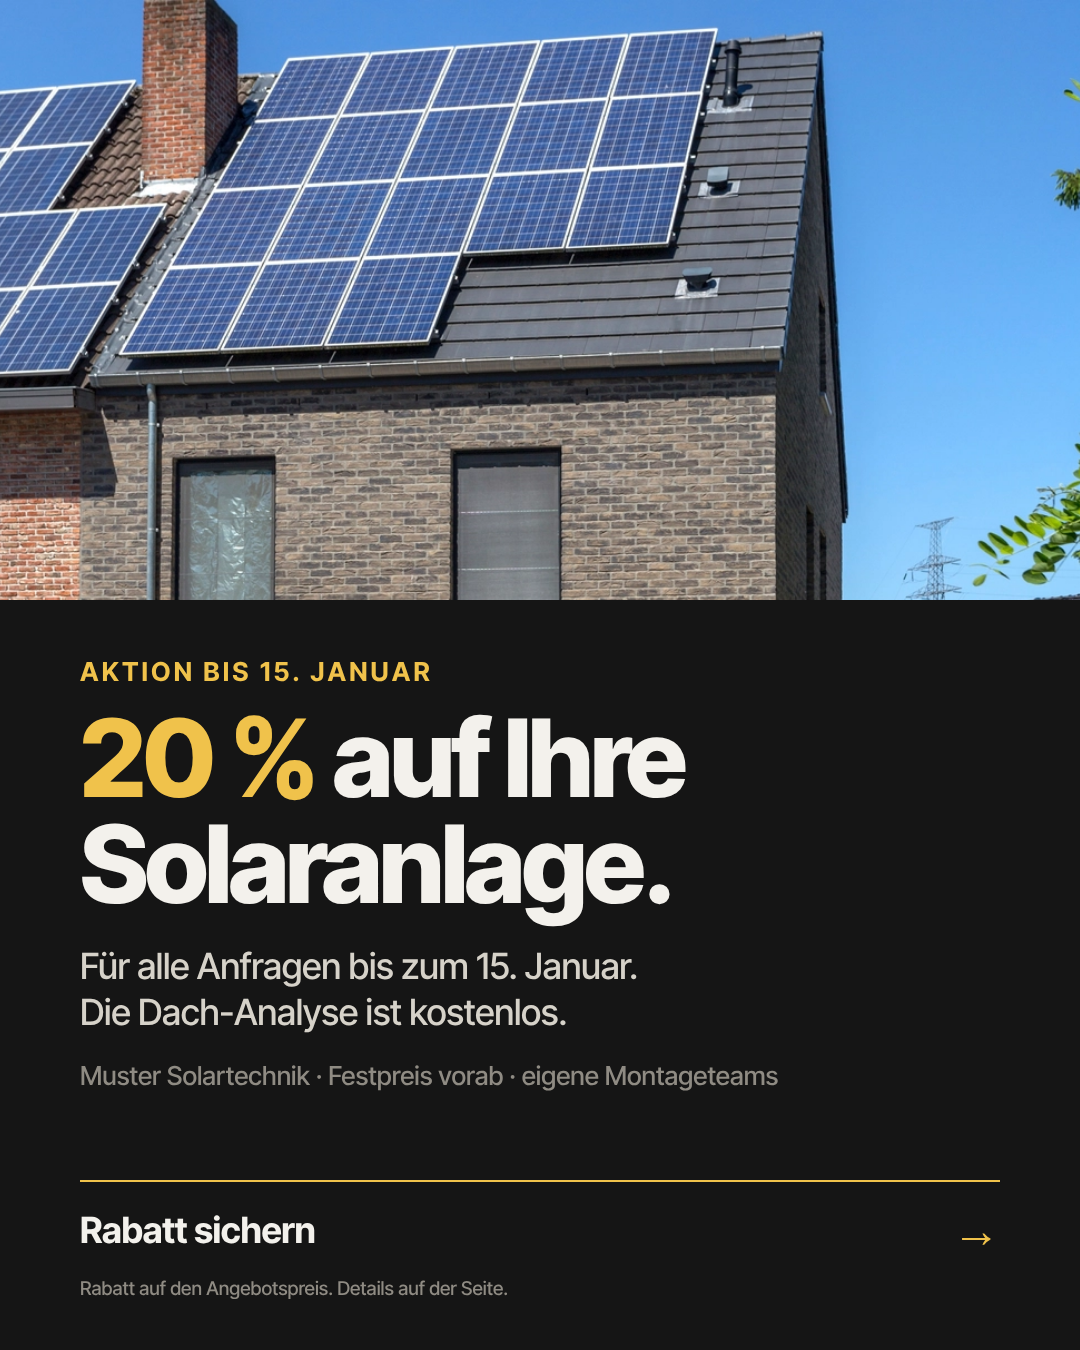 AKTION BIS 15. JANUAR
20 % auf Ihre
Solaranlage.
Für alle Anfragen bis zum 15. Januar.
Die Dach-Analyse ist kostenlos.
Muster Solartechnik · Festpreis vorab · eigene Montageteams
Rabatt sichern →
Rabatt auf den Angebotspreis. Details auf der Seite.